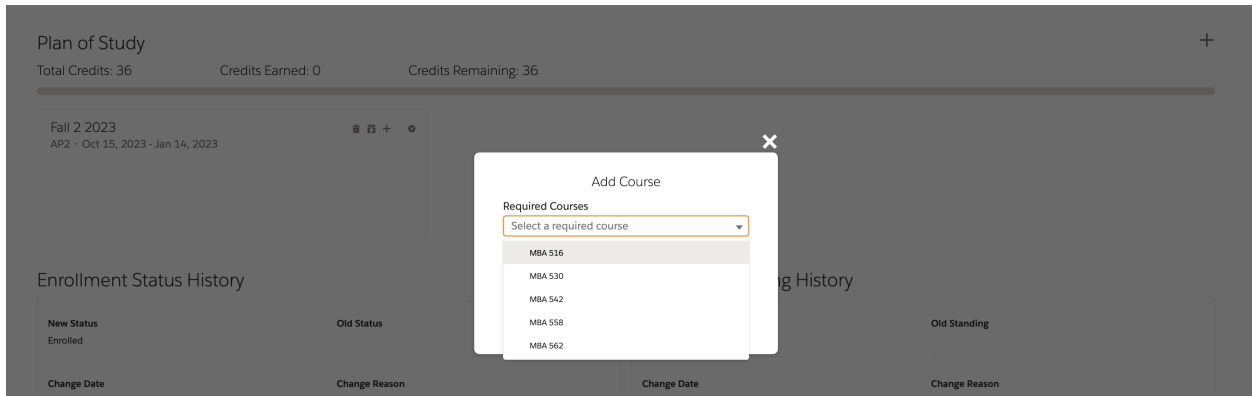 Plan of Study
Total Credits: 36 Credits Earned: 0 Credits Remaining: 36
Fall 2 2023
AP2 · Oct 15, 2023 - Jan 14, 2023
Add Course
Required Courses
Select a required course
MBA 516
MBA 530
MBA 542
MBA 558
MBA 562
Enrollment Status History
History
New Status Old Status Old Standing
Enrolled
Change Date Change Reason Change Date Change Reason